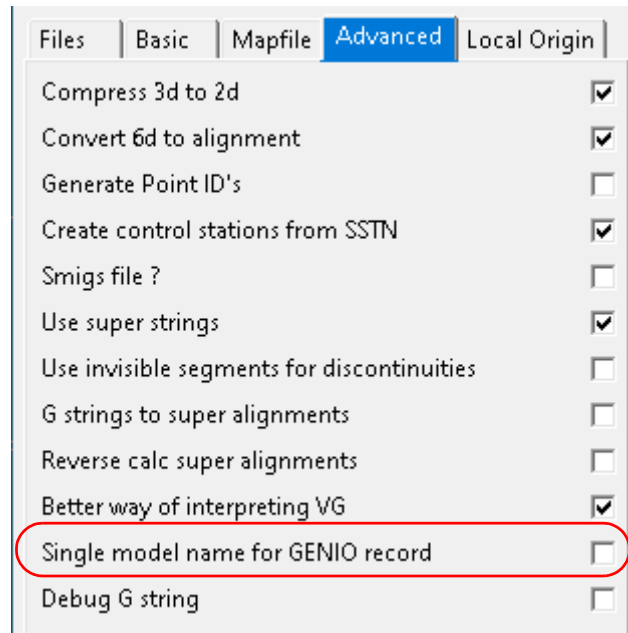 Files Basic Mapfile Advanced Local Origin
Compress 3d to 2d
Convert 6d to alignment
Generate Point ID's
Create control stations from SSTN
Smigs file ?
Use super strings
Use invisible segments for discontinuities
G strings to super alignments
Reverse calc super alignments
Better way of interpreting VG
Single model name for GENIO record
Debug G string